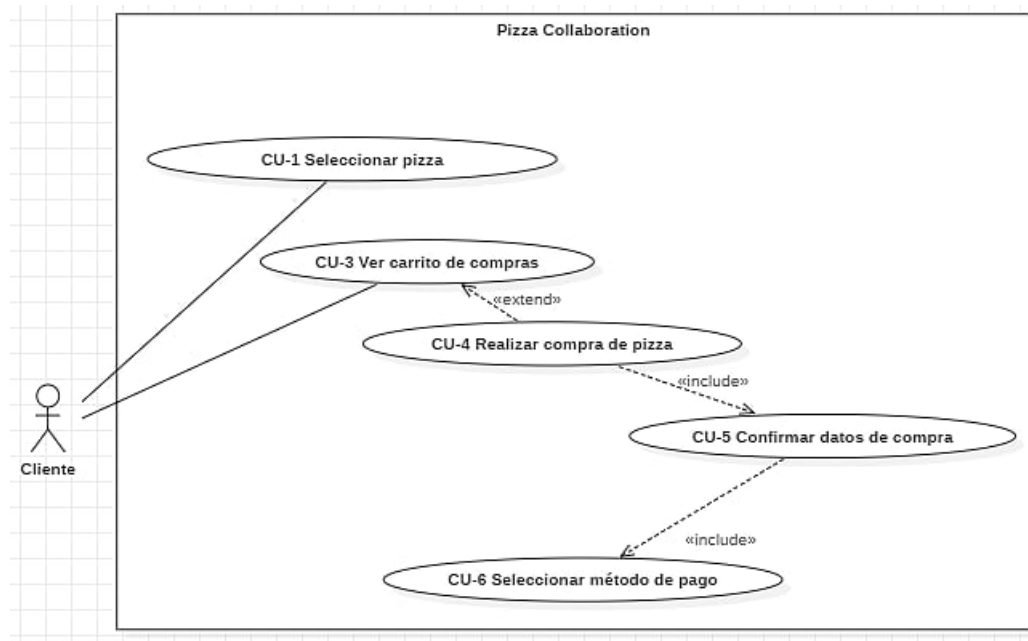 Pizza Collaboration
CU-1 Seleccionar pizza
CU-3 Ver carrito de compras
«extend»
CU-4 Realizar compra de pizza
«include»
CU-5 Confirmar datos de compra
Cliente
«include»
CU-6 Seleccionar método de pago